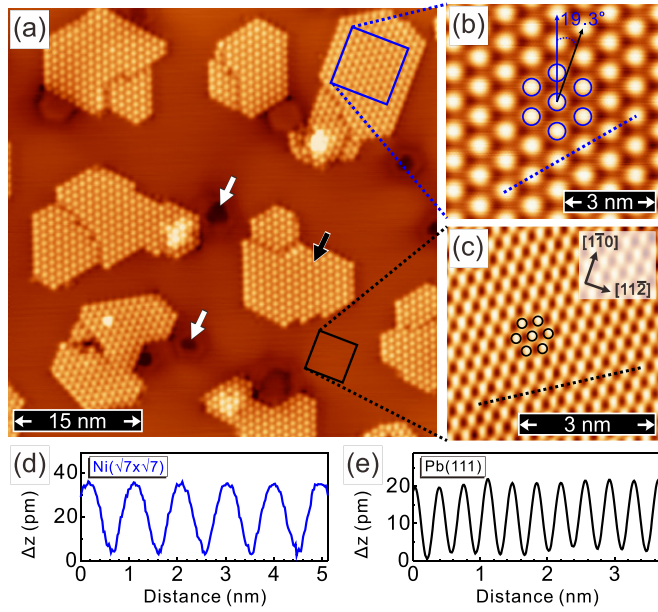 (a)
15 nm
(b)
19.3°
3 nm
(c)
[11̅0]
[112̅]
3 nm
(d)
Ni(√7x√7)
40
20
0
Δz (pm)
0 1 2 3 4 5
Distance (nm)
(e)
Pb(111)
20
10
0
Δz (pm)
0 1 2 3
Distance (nm)